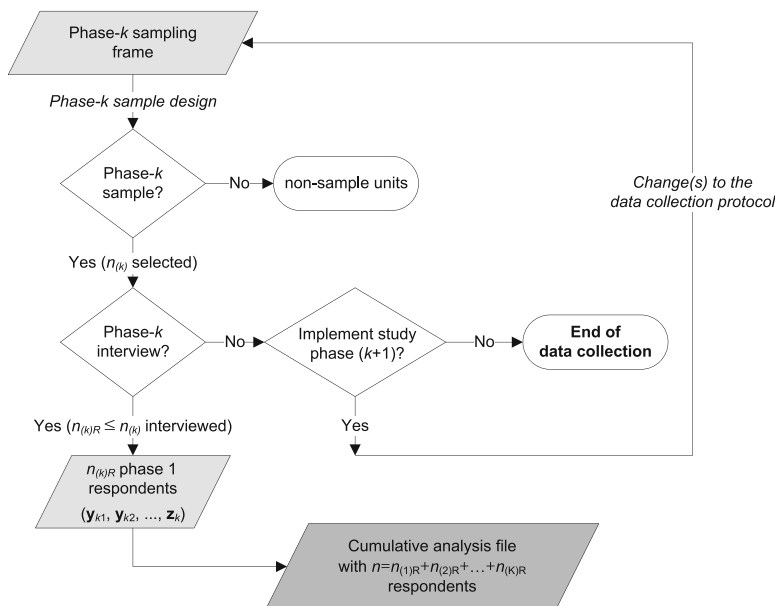 Phase-k sampling
frame
Phase-k sample design
Phase-k
sample?
No
non-sample units
Change(s) to the
data collection protocol
Yes (n(k) selected)
Phase-k
interview?
No
Implement study
phase (k+1)?
No
End of
data collection
Yes (n(k)R ≤ n(k) interviewed)
Yes
n(k)R phase 1
respondents
(yk1, yk2, ..., zk)
Cumulative analysis file
with n=n(1)R+n(2)R+…+n(K)R
respondents